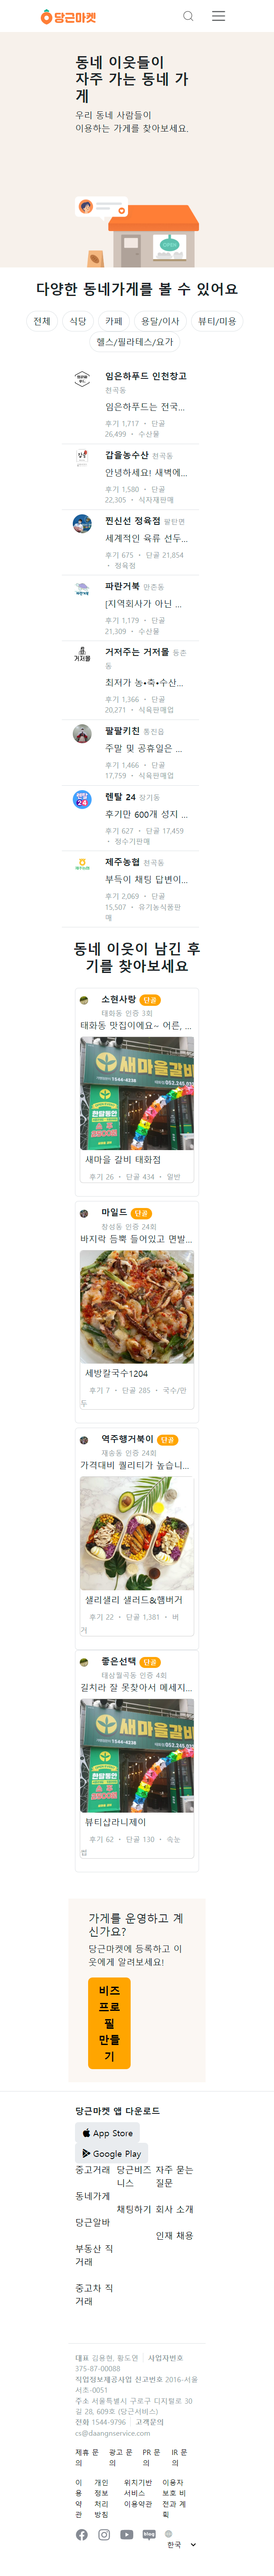 당근마켓
동네 이웃들이
자주 가는 동네 가
게
우리 동네 사람들이
이용하는 가게를 찾아보세요.
OPEN
다양한 동네가게를 볼 수 있어요
전체 식당 카페 용달/이사 뷰티/미용
헬스/필라테스/요가
임은하푸드 인천창고
찬곡동
임은하푸드는 전국...
후기 1,717 · 단골
26,499 · 수산물
갑을농수산 찬곡동
안녕하세요! 새벽에...
후기 1,580 · 단골
22,305 · 식자재판매
찐신선 정육점 팔탄면
세계적인 육류 선두...
후기 675 · 단골 21,854
· 정육점
파란거북 만촌동
[지역회사가 아닌 ...
후기 1,179 · 단골
21,309 · 수산물
거저주는 거저몰 등촌
동
최저가 농•축•수산...
후기 1,366 · 단골
20,271 · 식육판매업
팔팔키친 통진읍
주말 및 공휴일은 ...
후기 1,466 · 단골
17,759 · 식육판매업
렌탈 24 장기동
후기만 600개 성지 ...
후기 627 · 단골 17,459
· 정수기판매
제주농협 찬곡동
부득이 채팅 답변이...
후기 2,069 · 단골
15,507 · 유기농식품판
매
동네 이웃이 남긴 후
기를 찾아보세요
소현사랑 단골
태화동 인증 3회
태화동 맛집이에요~ 어른, ...
새마을갈비
새마을 갈비 태화점
후기 26 · 단골 434 · 일반
마일드 단골
창성동 인증 24회
바지락 듬뿍 들어있고 면발...
세방칼국수1204
후기 7 · 단골 285 · 국수/만
두
역주행거북이 단골
재송동 인증 24회
가격대비 퀄리티가 높습니...
샐리샐리 샐러드&햄버거
후기 22 · 단골 1,381 · 버
거
좋은선택 단골
태삼월곡동 인증 4회
길치라 잘 못찾아서 메세지...
새마을갈비
뷰티샵라니제이
후기 62 · 단골 130 · 속눈
썹
가게를 운영하고 계
신가요?
당근마켓에 등록하고 이
웃에게 알려보세요!
비즈
프로
필
만들
기
당근마켓 앱 다운로드
App Store
Google Play
중고거래 당근비즈니스 자주 묻는 질문
동네가게 채팅하기 회사 소개
당근알바 인재 채용
부동산 직
거래
중고차 직
거래
대표 김용현, 황도연 | 사업자번호
375-87-00088
직업정보제공사업 신고번호 2016-서울
서초-0051
주소 서울특별시 구로구 디지털로 30
길 28, 609호 (당근서비스)
전화 1544-9796 | 고객문의
cs@daangnservice.com
제휴 문의 광고 문의 PR 문의 IR 문의
이용약관 개인정보처리방침 위치기반서비스 이용약관 이용자보호 비전과 계획
blog
한국